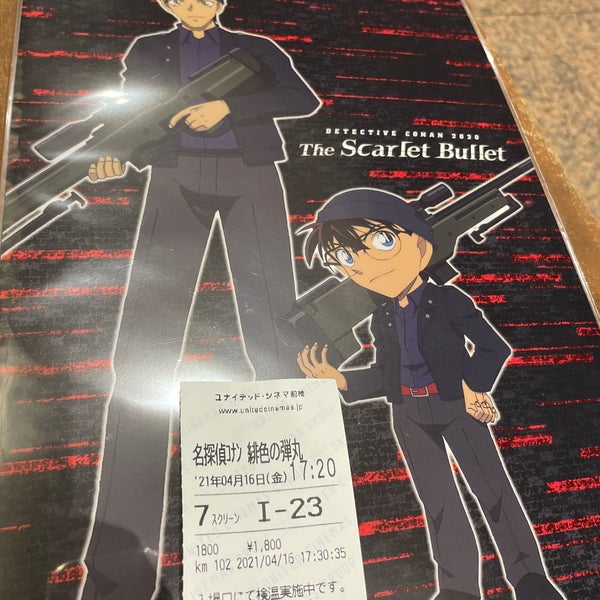 DETECTIVE CONAN 2020
The Scarlet Bullet
ユナイテッド・シネマ前橋
www.unitedcinemas.jp
名探偵コナン 緋色の弾丸
'21年04月16日(金) 17:20
7 スクリーン I-23
1800 ¥1,800
km 102 2021/04/16 17:30:35
入場口にて検温実施中です。